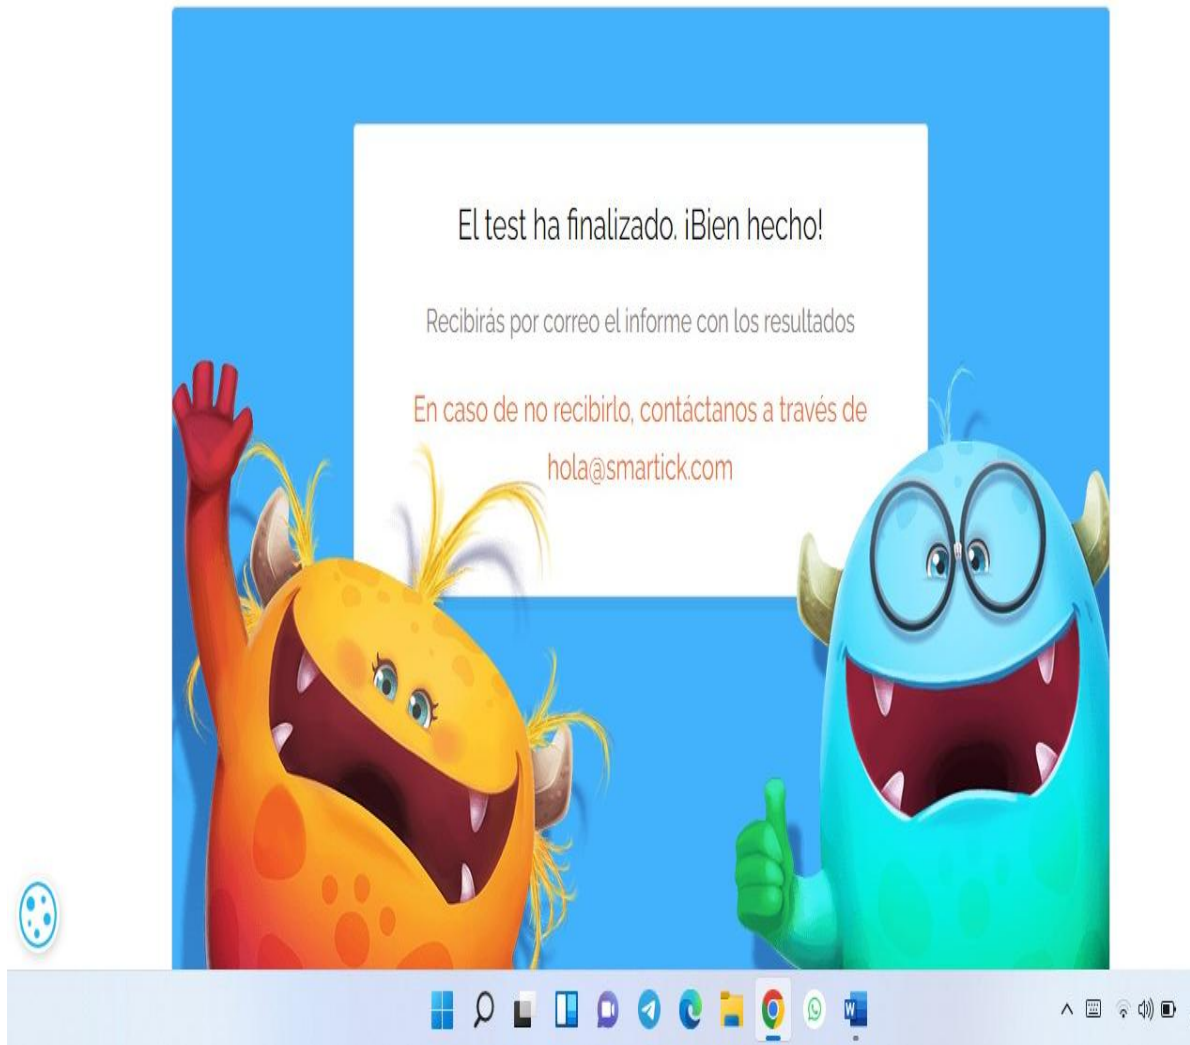 El test ha finalizado. ¡Bien hecho!
Recibirás por correo el informe con los resultados
En caso de no recibirlo, contáctanos a través de
hola@smartick.com
W